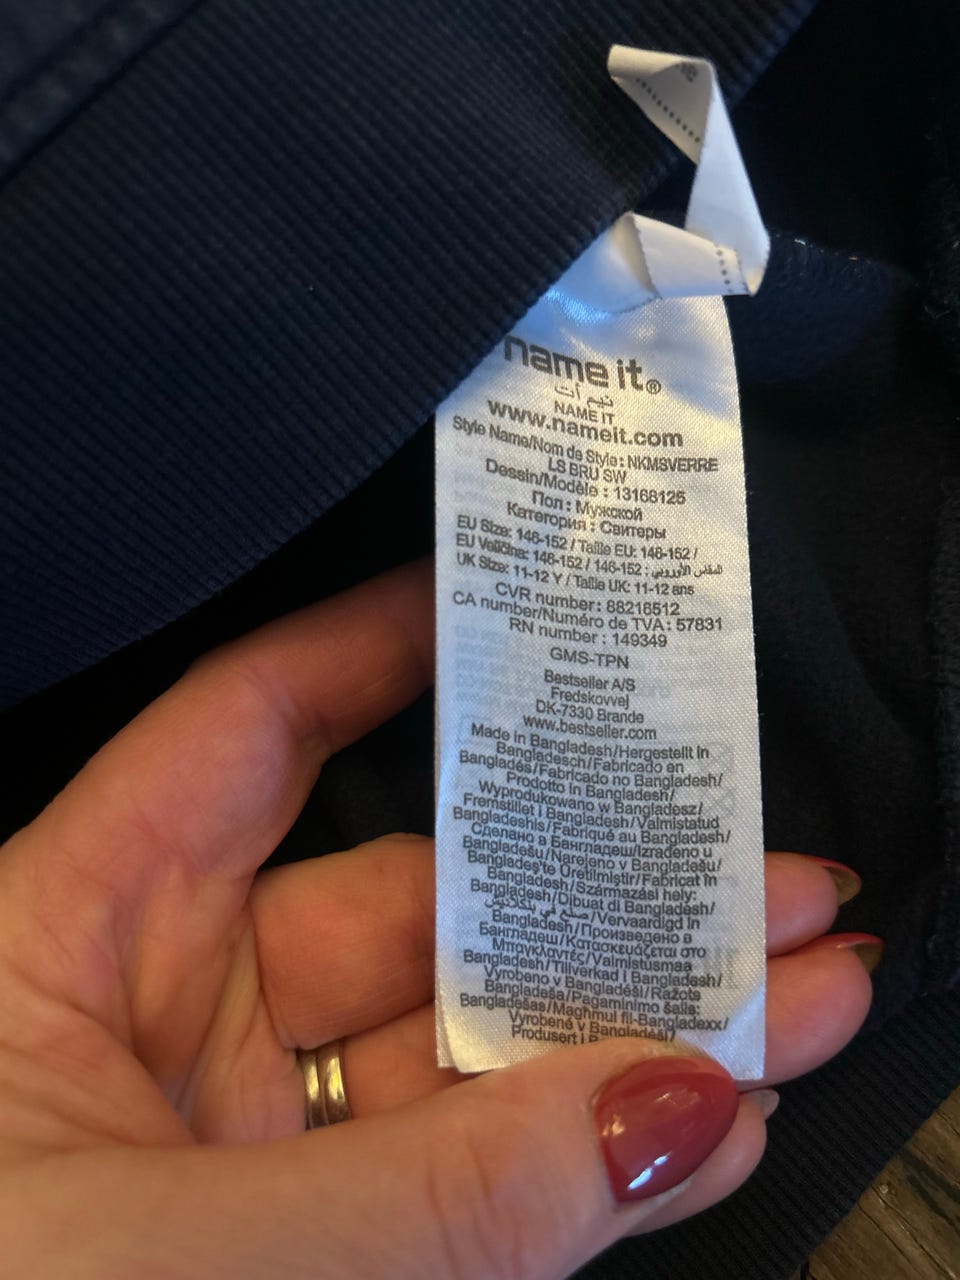 name it®
نيم أت
NAME IT
www.nameit.com
Style Name/Nom de Style: NKMSVERRE
LS BRU SW
Dessin/Modèle : 13168125
Пол : Мужской
Категория : Свитеры
EU Size: 146-152 / Taille EU: 146-152 /
EU Veličina: 146-152 / 146-152 : المقاس الأوروبي
UK Size: 11-12 Y / Taille UK: 11-12 ans
CVR number: 88216512
CA number/Numéro de TVA: 57831
RN number : 149349
GMS-TPN
Bestseller A/S
Fredskovvej
DK-7330 Brande
www.bestseller.com
Made in Bangladesh/Hergestellt in
Bangladesch/Fabricado en
Bangladés/Fabricado no Bangladesh/
Prodotto in Bangladesh/
Wyprodukowano w Bangladesz/
Fremstillet i Bangladesh/Valmistatud
Bangladeshis/Fabriqué au Bangladesh/
Сделано в Бангладеш/Izrađeno u
Bangladešu/Narejeno v Bangladešu/
Bangladeş'te Üretilmiştir/Fabricat în
Bangladesh/Származási hely:
Bangladesh/Dibuat di Bangladesh/
صنع في بنغلاديش/Vervaardigd in
Bangladesh/Произведено в
Бангладеш/Κατασκευάζεται στο
Μπαγκλαντές/Valmistusmaa
Bangladesh/Tillverkad i Bangladesh/
Vyrobeno v Bangladéši/Ražots
Bangladeša/Pagaminimo šalis:
Bangladešas/Maghmul fil-Bangladexx/
Vyrobené v Bangladéši/
Produsert i